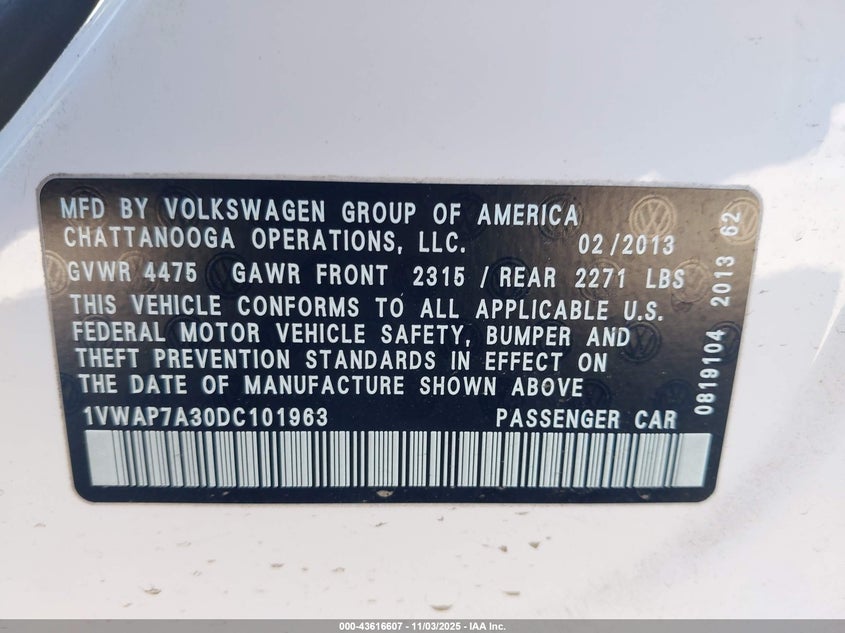 MFD BY VOLKSWAGEN GROUP OF AMERICA
CHATTANOOGA OPERATIONS, LLC. 02/2013
GVWR 4475 GAWR FRONT 2315 / REAR 2271 LBS
THIS VEHICLE CONFORMS TO ALL APPLICABLE U.S.
FEDERAL MOTOR VEHICLE SAFETY, BUMPER AND
THEFT PREVENTION STANDARDS IN EFFECT ON
THE DATE OF MANUFACTURE SHOWN ABOVE
1VWAP7A30DC101963 PASSENGER CAR
0819104 2013 62
000-43616607 - 11/03/2025 - IAA Inc.